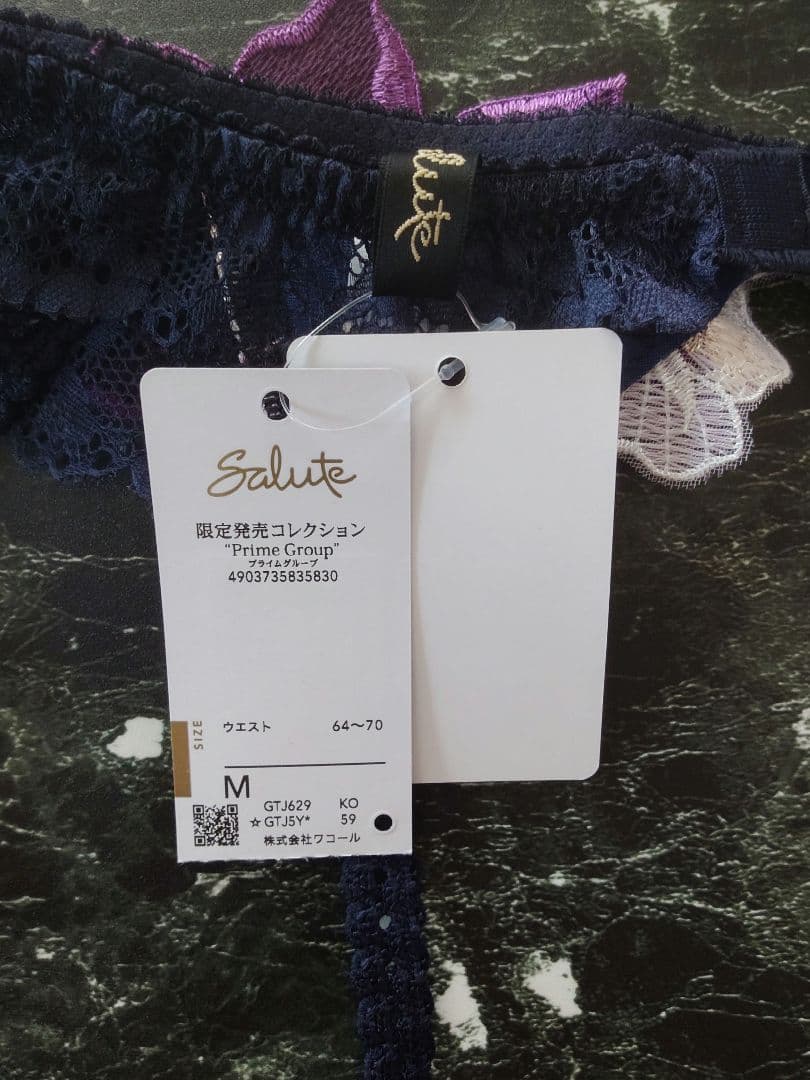 lute
Salute
限定発売コレクション
“Prime Group”
プライムグループ
4903735835830
SIZE
ウエスト 64〜70
M
GTJ629 KO
☆GTJ5Y* 59
株式会社ワコール